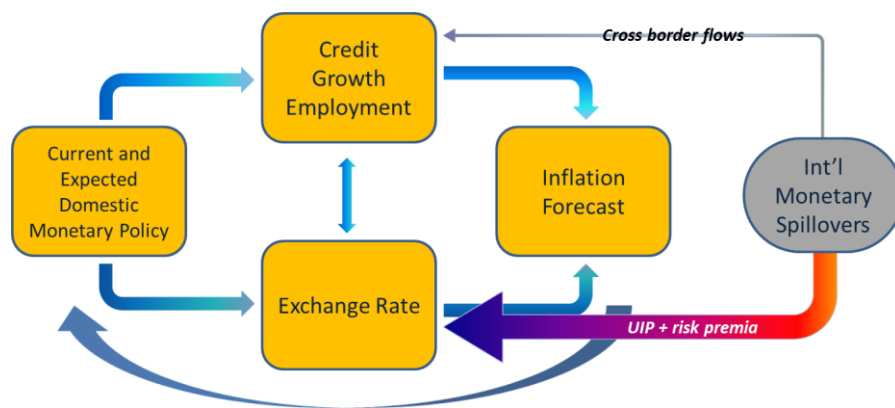 Credit
Growth
Employment
Cross border flows
Current and
Expected
Domestic
Monetary Policy
Inflation
Forecast
Int'l
Monetary
Spillovers
Exchange Rate
UIP + risk premia